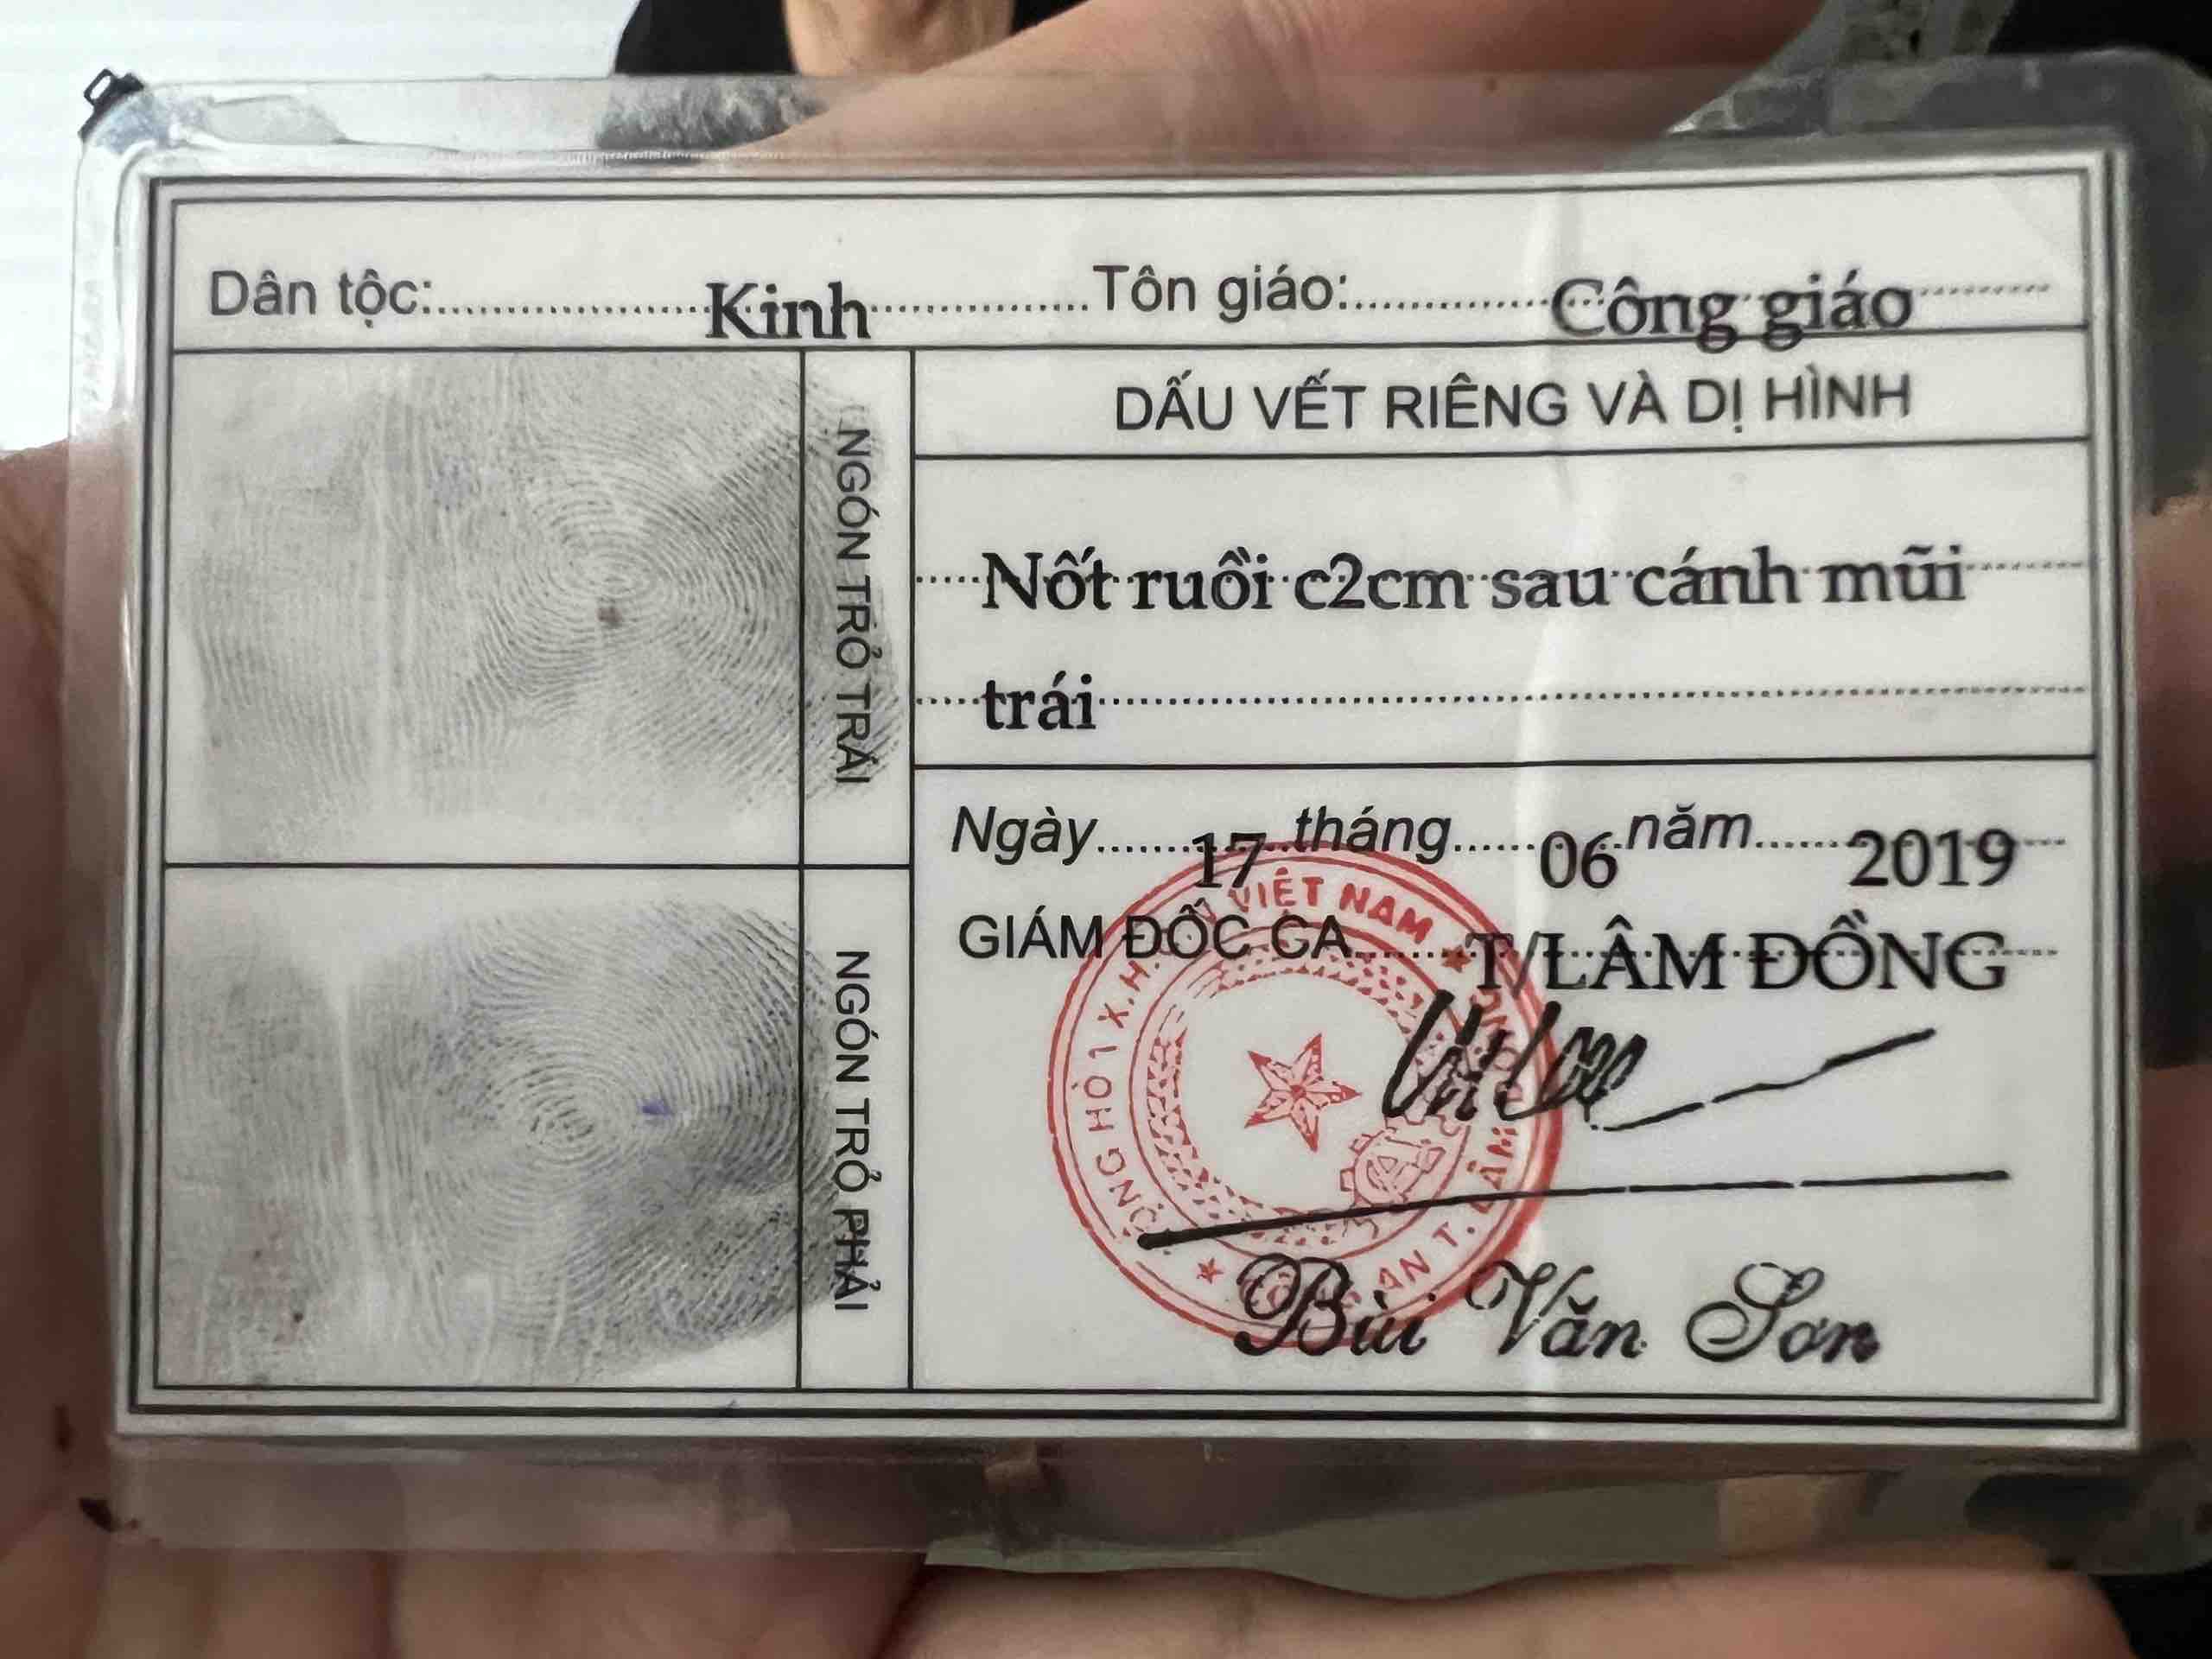 Dân tộc: Kinh Tôn giáo: Công giáo
NGÓN TRỎ TRÁI
DẤU VẾT RIÊNG VÀ DỊ HÌNH
Nốt ruồi c2cm sau cánh mũi
trái
NGÓN TRỎ PHẢI
Ngày 17 tháng 06 năm 2019
GIÁM ĐỐC CA T/LÂM ĐỒNG
VIỆT NAM
Bùi Văn Sơn